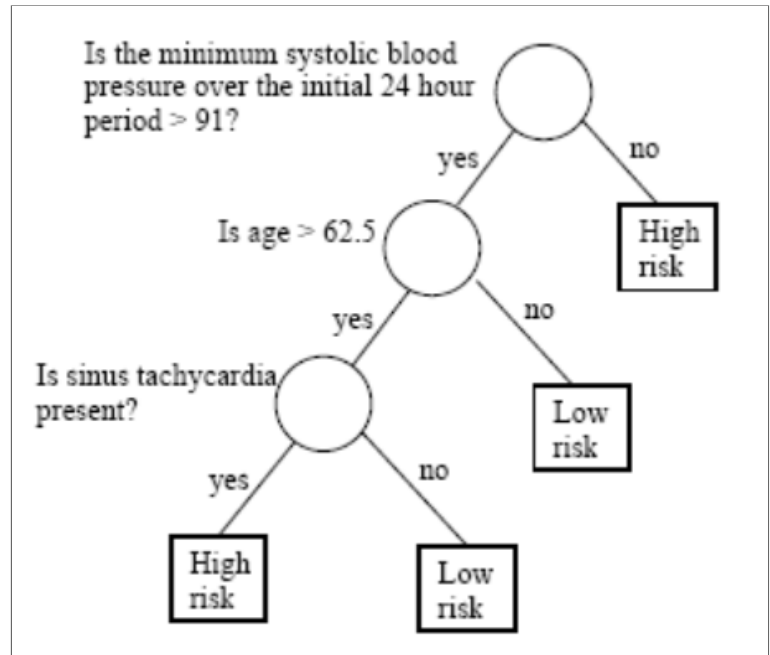 Is the minimum systolic blood
pressure over the initial 24 hour
period > 91?
yes
no
High
risk
Is age > 62.5
yes
no
Low
risk
Is sinus tachycardia
present?
yes
no
High
risk
Low
risk